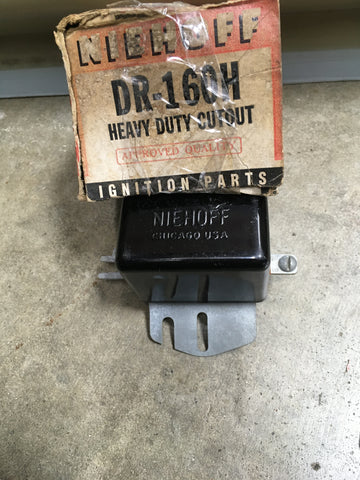 NIEHOFF
DR-160H
HEAVY DUTY CUTOUT
APPROVED QUALITY
IGNITION PARTS
NIEHOFF
CHICAGO USA